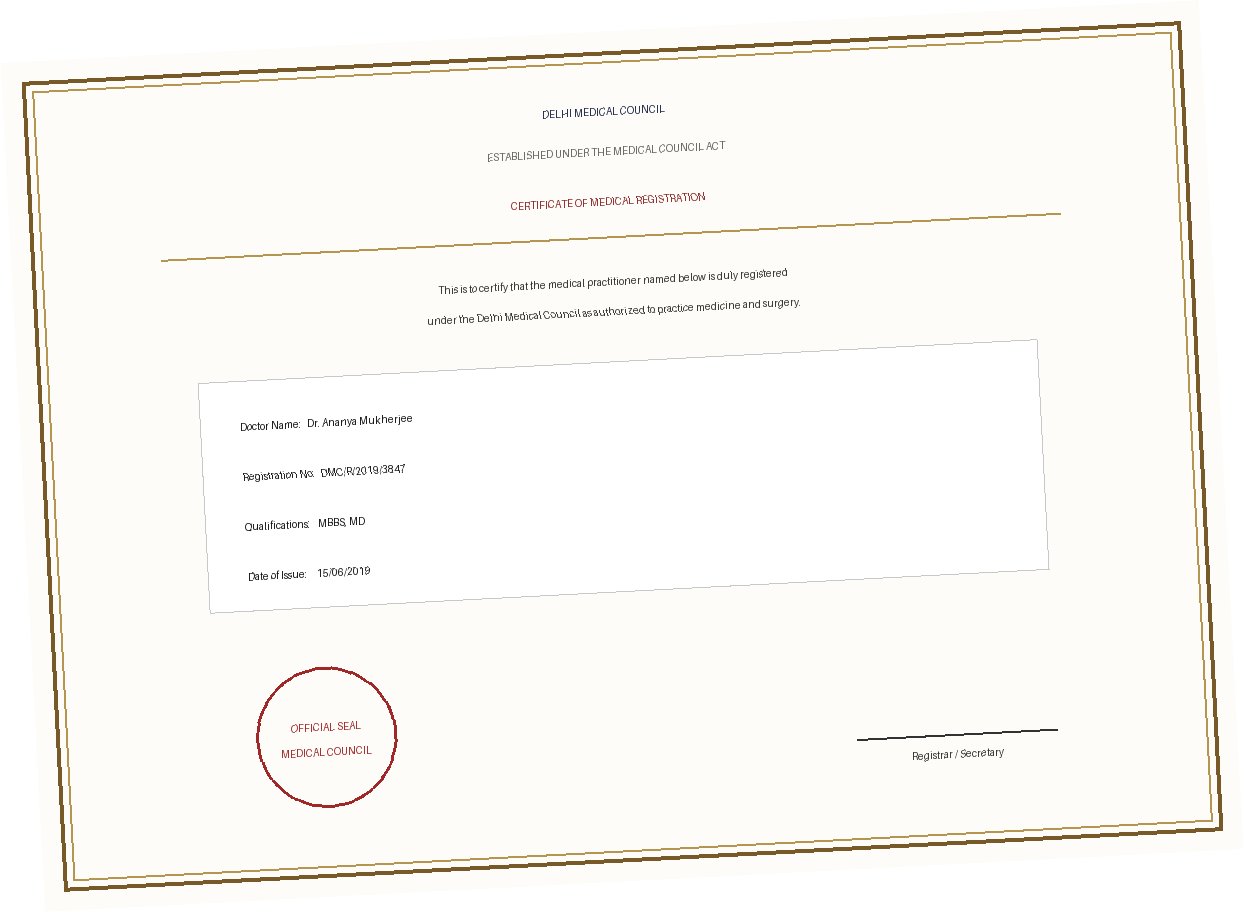 DELHI MEDICAL COUNCIL
ESTABLISHED UNDER THE MEDICAL COUNCIL ACT
CERTIFICATE OF MEDICAL REGISTRATION
This is to certify that the medical practitioner named below is duly registered
under the Delhi Medical Council as authorized to practice medicine and surgery.
Doctor Name: Dr. Ananya Mukherjee
Registration No: DMC/R/2019/3847
Qualifications: MBBS, MD
Date of Issue: 15/06/2019
OFFICIAL SEAL
MEDICAL COUNCIL
Registrar / Secretary